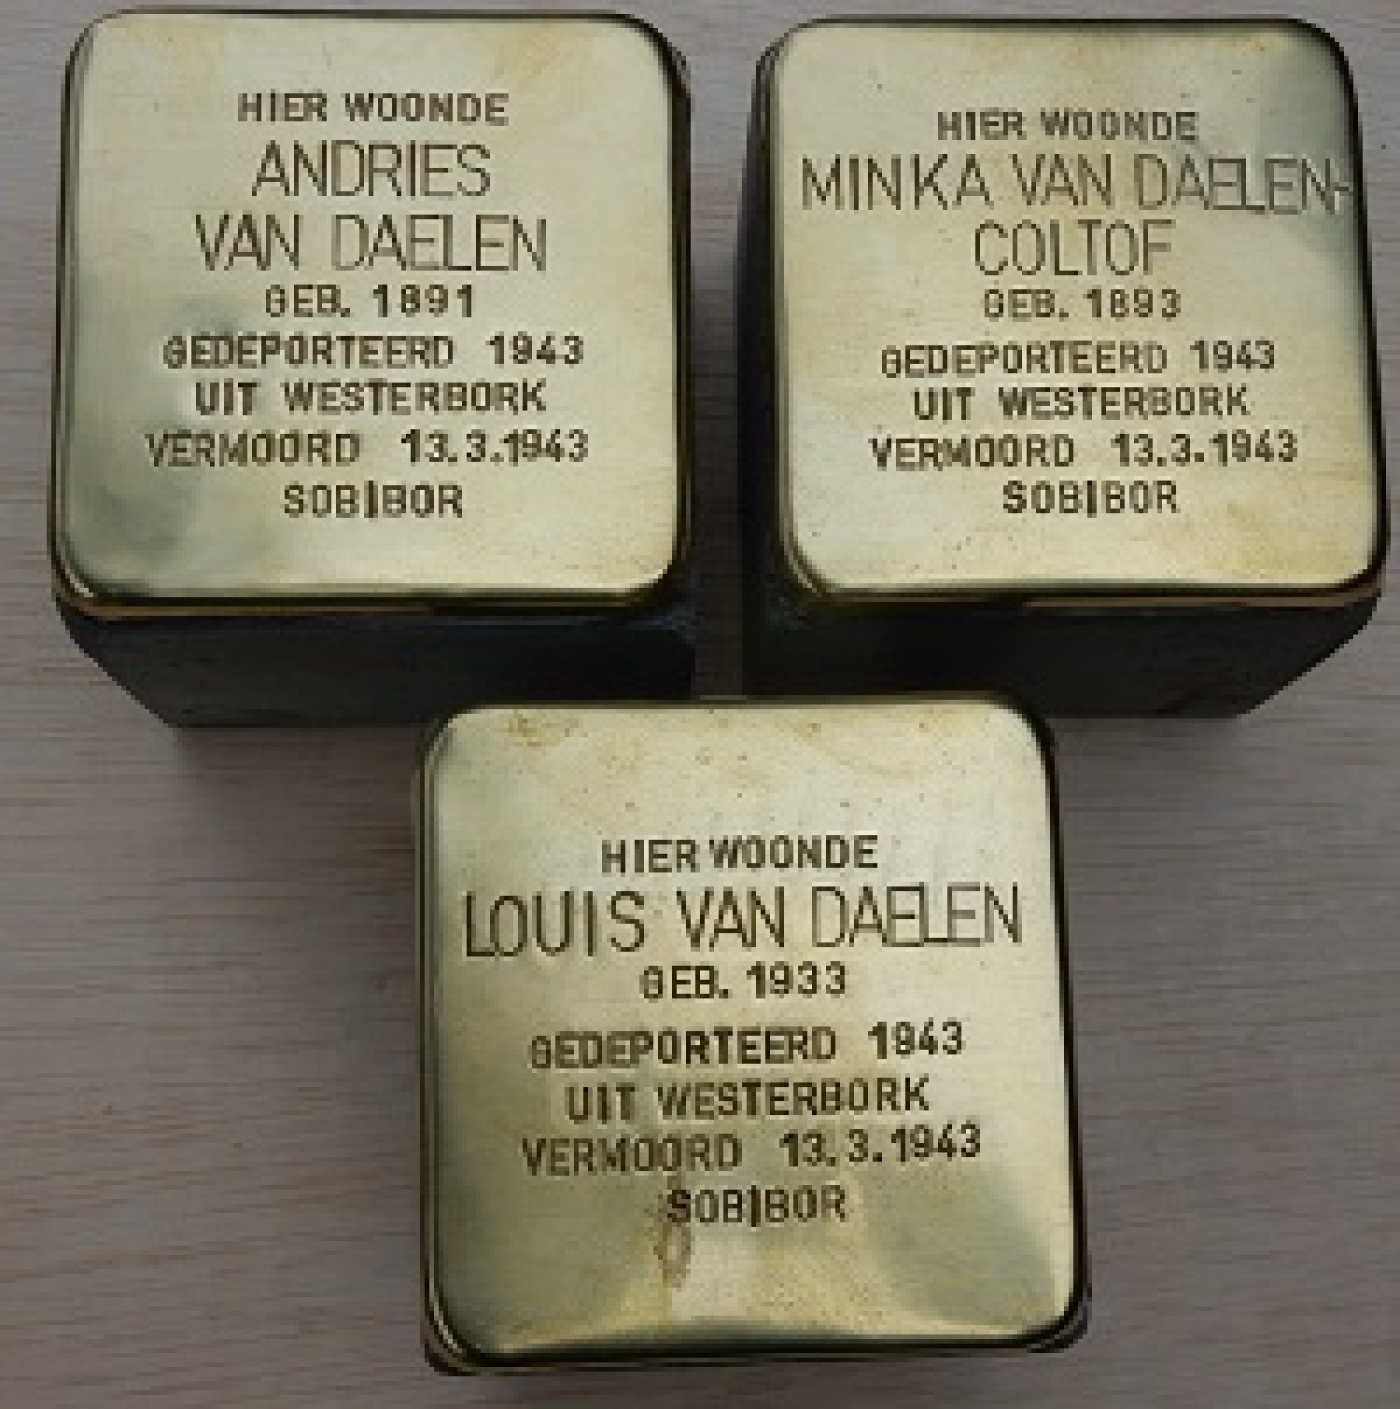 HIER WOONDE
ANDRIES
VAN DAELEN
GEB. 1891
GEDEPORTEERD 1943
UIT WESTERBORK
VERMOORD 13.3.1943
SOBIBOR
HIER WOONDE
MINKA VAN DAELEN-
COLTOF
GEB. 1893
GEDEPORTEERD 1943
UIT WESTERBORK
VERMOORD 13.3.1943
SOBIBOR
HIER WOONDE
LOUIS VAN DAELEN
GEB. 1933
GEDEPORTEERD 1943
UIT WESTERBORK
VERMOORD 13.3.1943
SOBIBOR